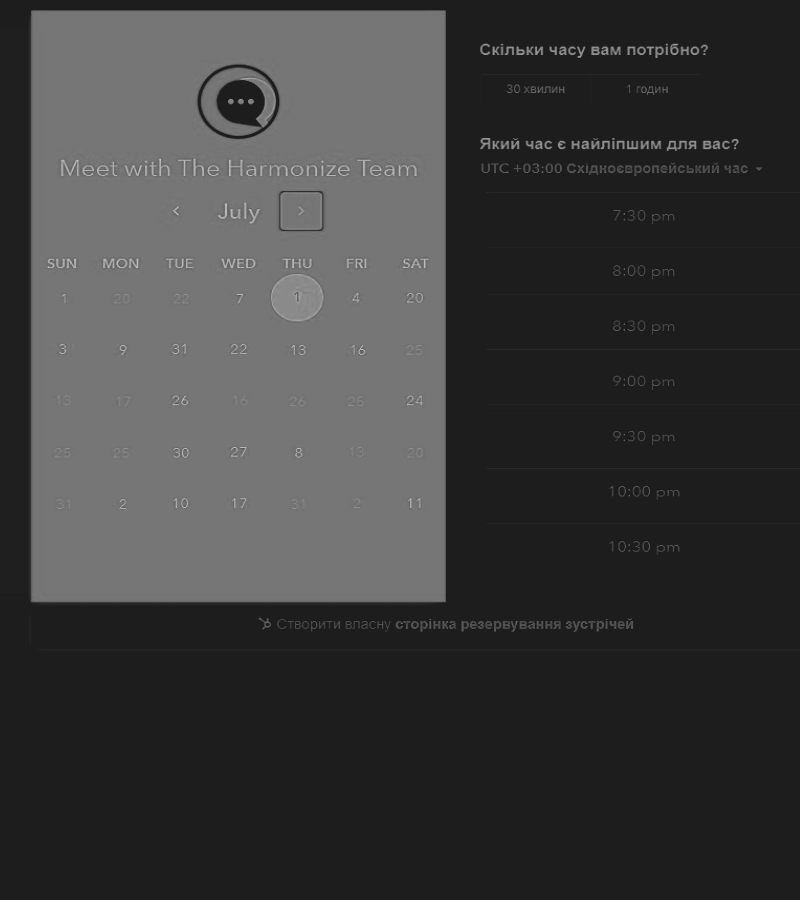 Meet with The Harmonize Team
July
SUN MON TUE WED THU FRI SAT
1 20 22 7 1 4 20
3 9 31 22 13 16 25
13 17 26 16 26 25 24
25 25 30 27 8 13 20
31 2 10 17 31 2 11
Скільки часу вам потрібно?
30 хвилин 1 годин
Який час є найліпшим для вас?
UTC +03:00 Східноєвропейський час
7:30 pm
8:00 pm
8:30 pm
9:00 pm
9:30 pm
10:00 pm
10:30 pm
Створити власну сторінка резервування зустрічей